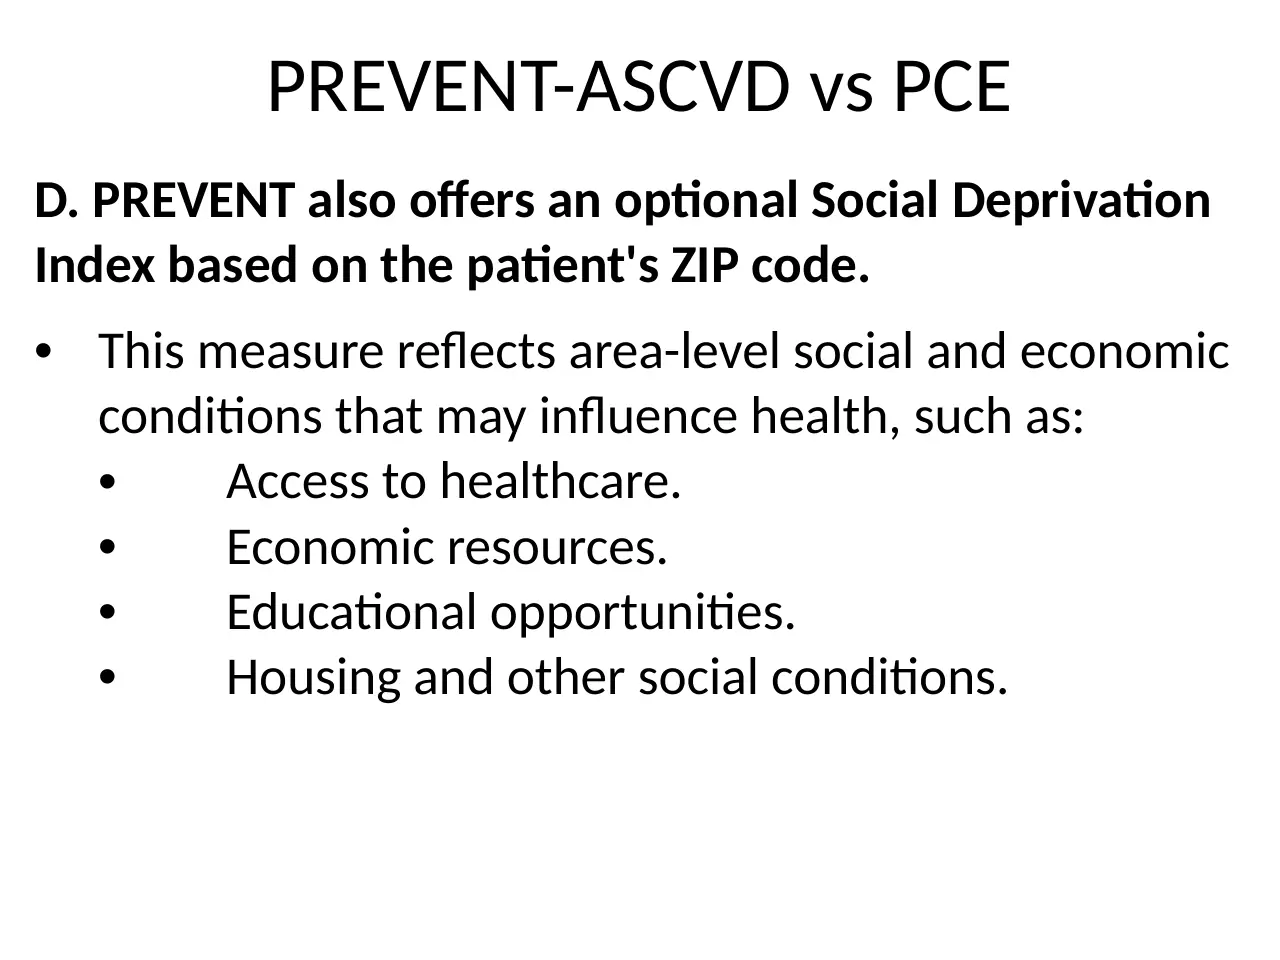 PREVENT-ASCVD vs PCE
D. PREVENT also offers an optional Social Deprivation
Index based on the patient's ZIP code.
• This measure reflects area-level social and economic
conditions that may influence health, such as:
• Access to healthcare.
• Economic resources.
• Educational opportunities.
• Housing and other social conditions.